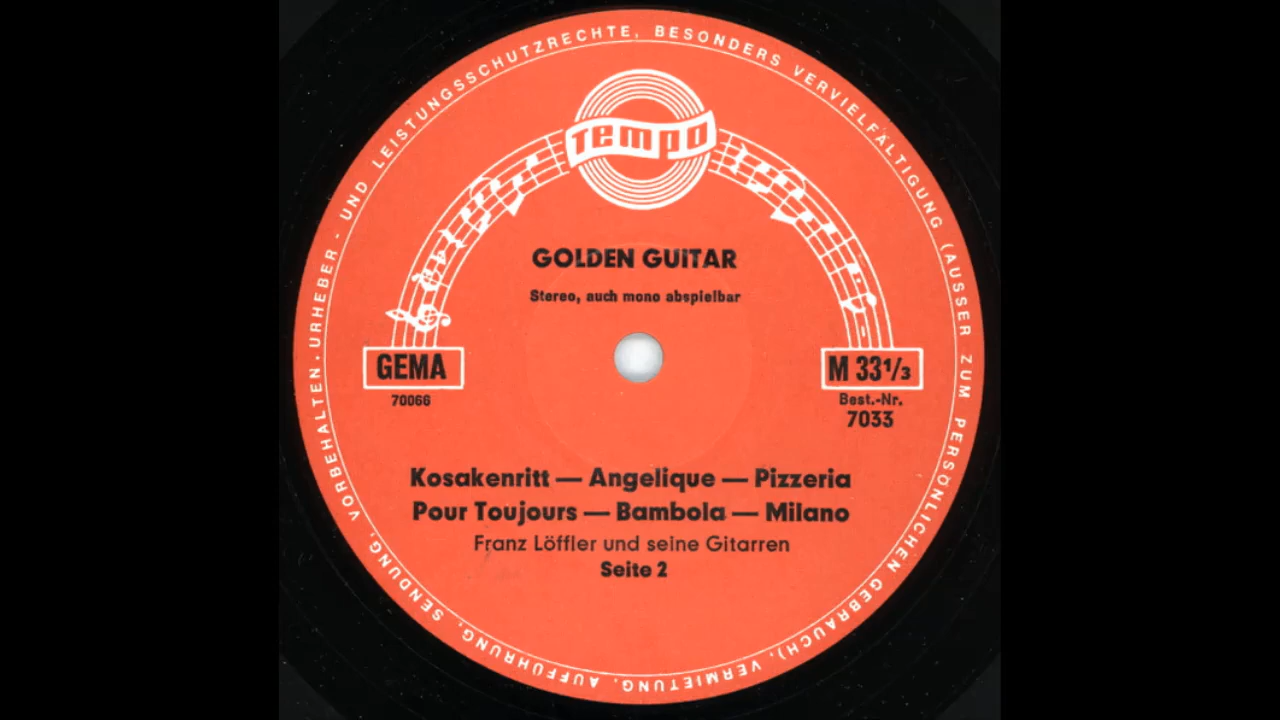 VORBEHALTEN. URHEBER - UND LEISTUNGSSCHUTZRECHTE, BESONDERS VERVIELFÄLTIGUNG (AUSSER ZUM PERSÖNLICHEN GEBRAUCH), VERMIETUNG, AUFFÜHRUNG, SENDUNG,
TEMPO
GOLDEN GUITAR
Stereo, auch mono abspielbar
GEMA
70066
M 33 1/3
Best.-Nr.
7033
Kosakenritt — Angelique — Pizzeria
Pour Toujours — Bambola — Milano
Franz Löffler und seine Gitarren
Seite 2